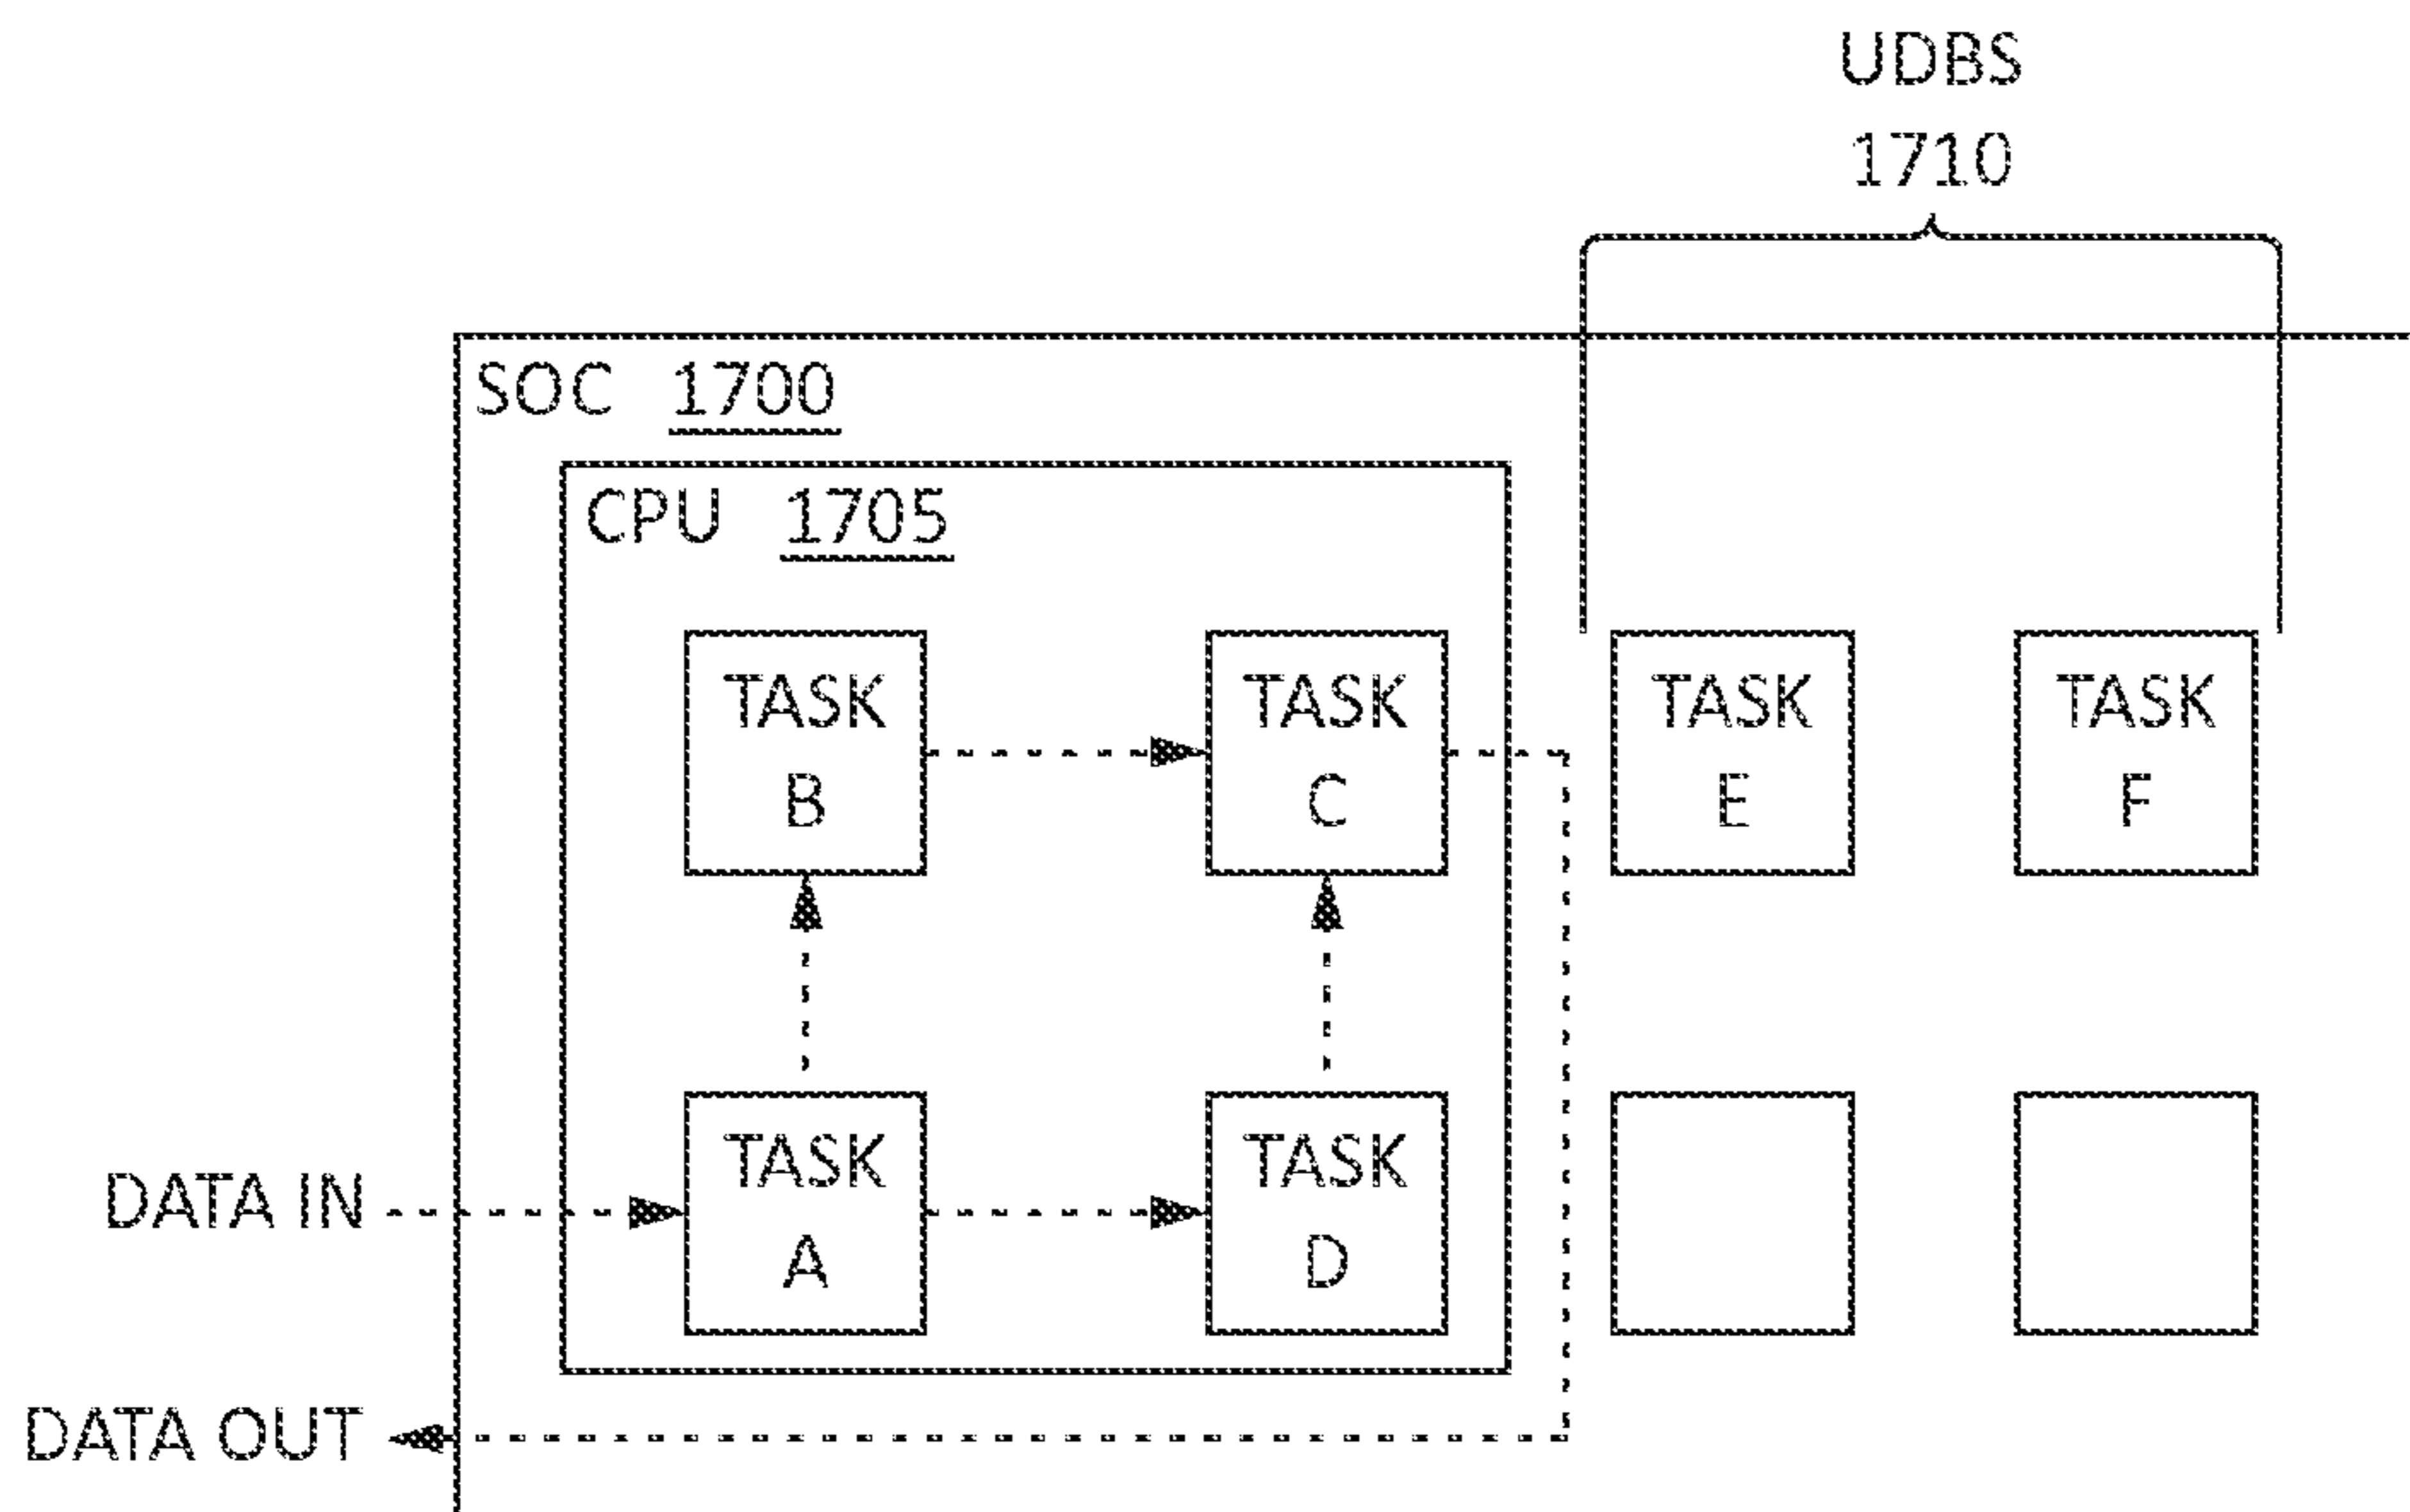 UDBS
1710
SOC 1700
CPU 1705
TASK
B
TASK
C
TASK
E
TASK
F
DATA IN
TASK
A
TASK
D
DATA OUT